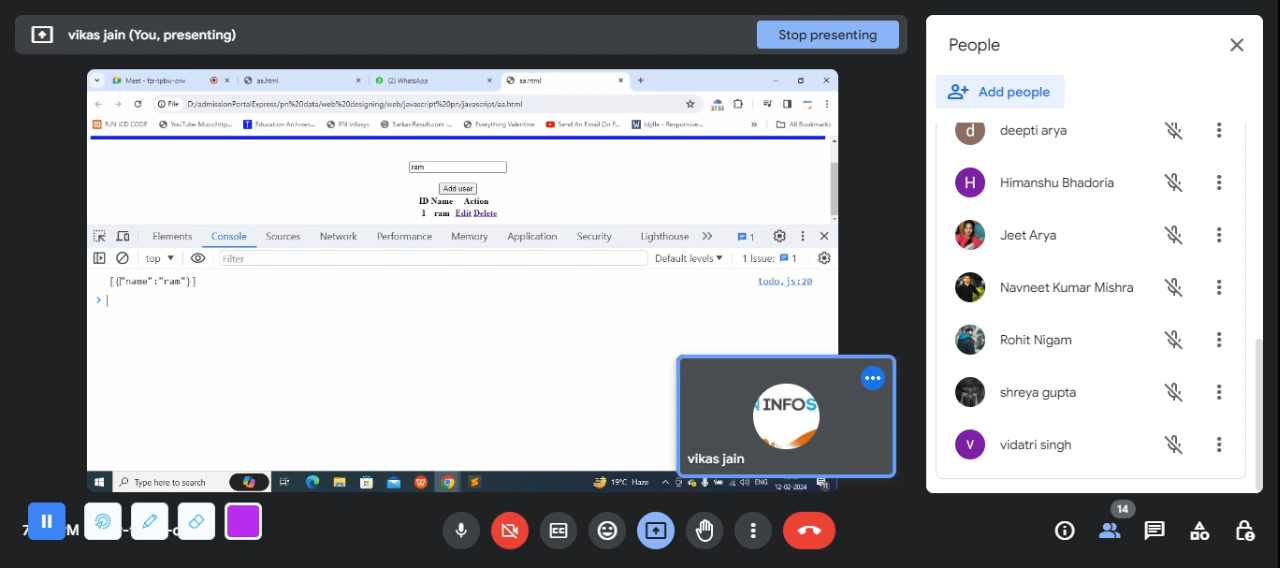 vikas jain (You, presenting)
Stop presenting
People
Add people
deepti arya
Himanshu Bhadoria
Jeet Arya
Navneet Kumar Mishra
Rohit Nigam
shreya gupta
vidatri singh
aa.html
(2) WhatsApp
aa.html
File
D:/admissionPortalExpress/pn%20data/web%20designing/web/javascript%20pn/javascript/aa.html
RJN ICD CODE
YouTube Musichttp...
Education Archives...
PN Infosys
SarkariResult.com :...
Everything Valentine
Send An Email On F...
Idylle - Responsive...
All Bookmarks
ram
Add user
ID Name Action
1 ram Edit Delete
Elements
Console
Sources
Network
Performance
Memory
Application
Security
Lighthouse
1
top
Filter
Default levels
1 Issue:
1
[{"name":"ram"}]
todo.js:20
INFOS
vikas jain
Type here to search
19°C Haze
ENG
12-02-2024
14